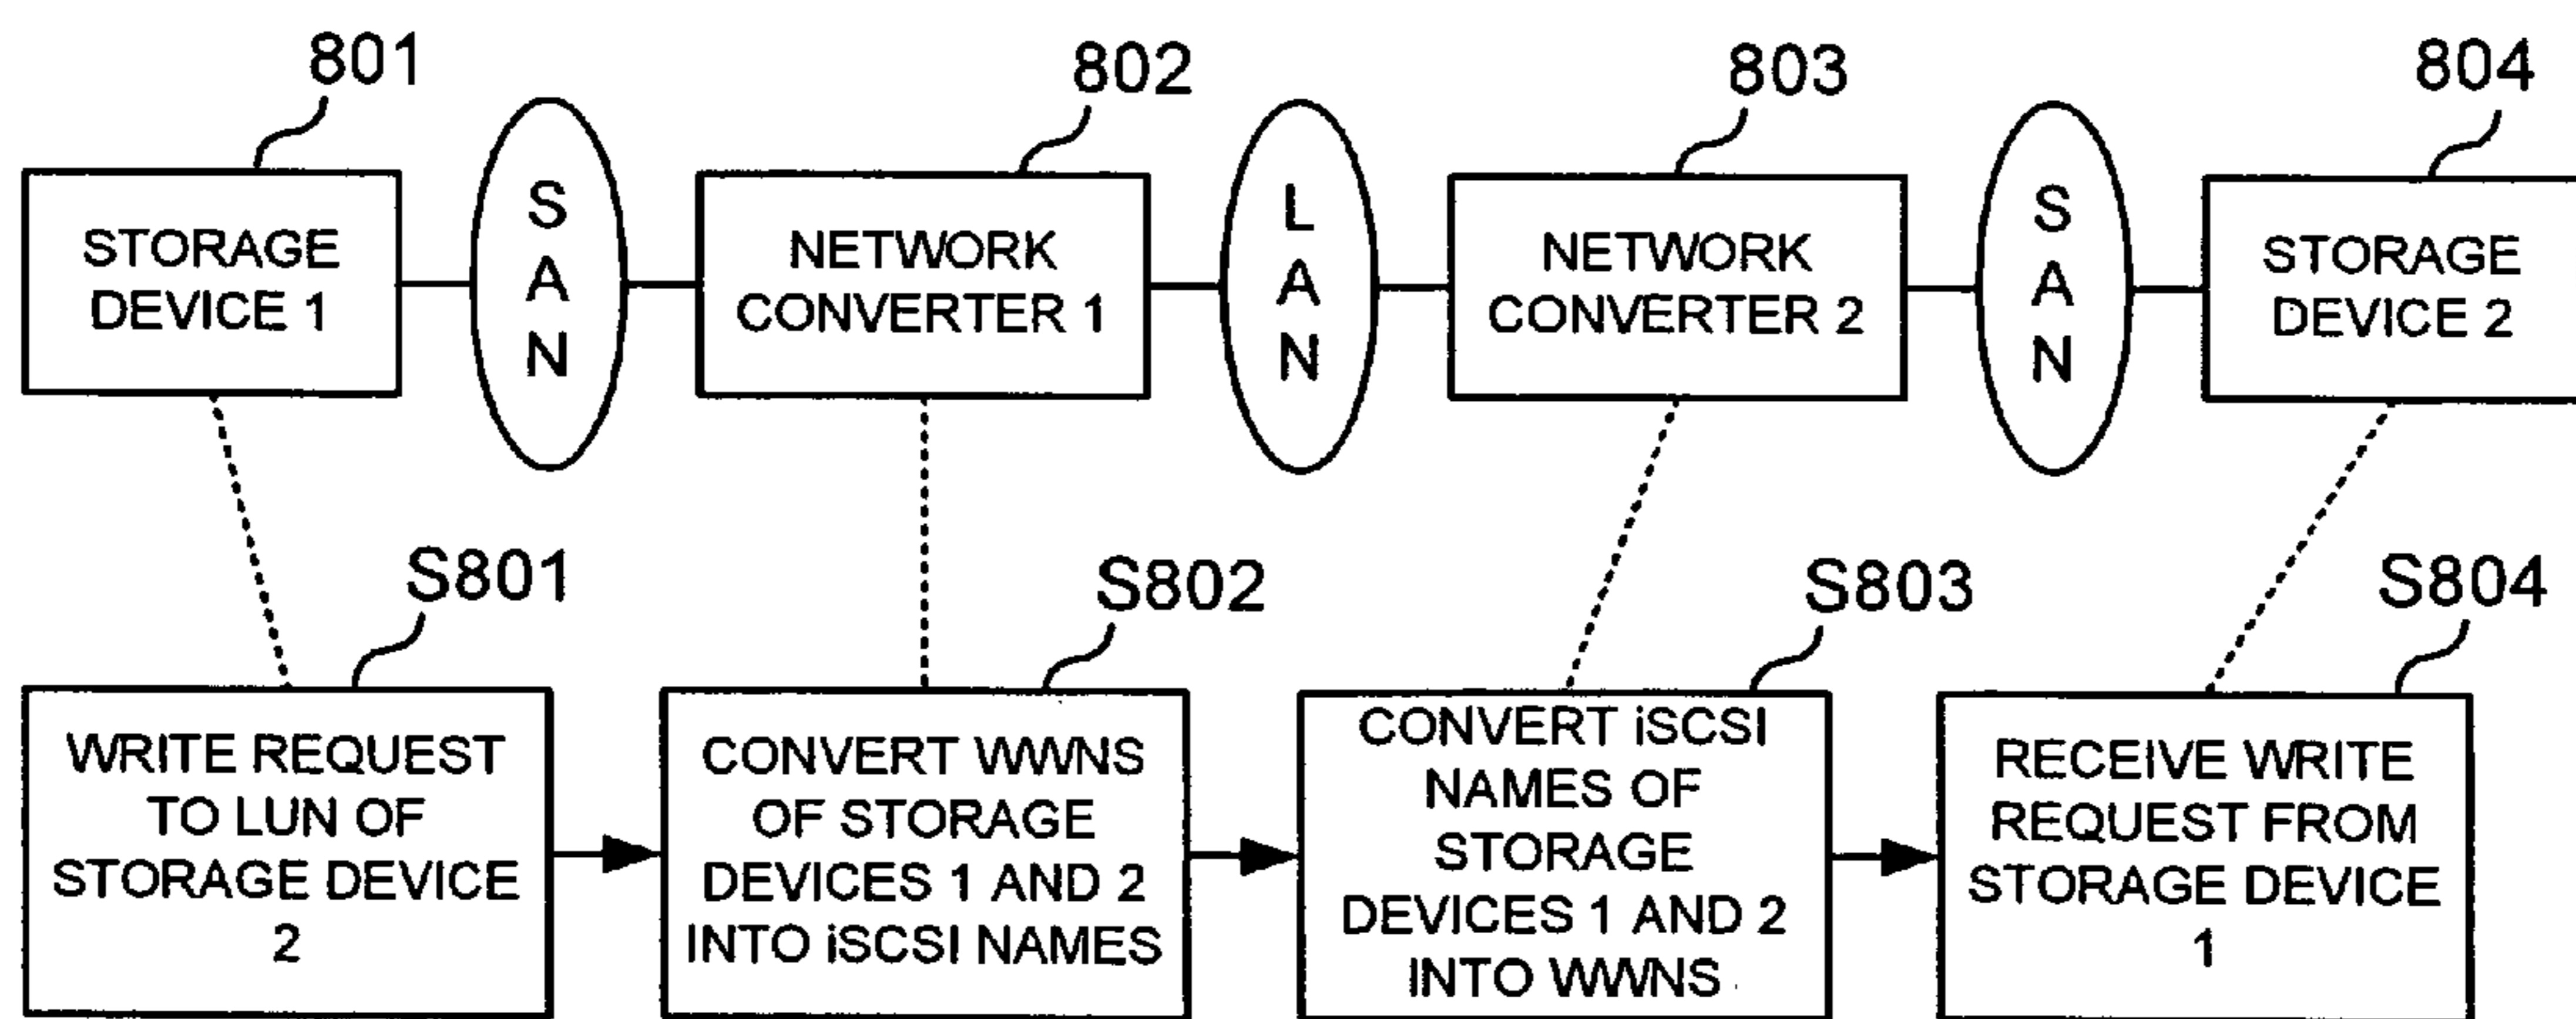 801
802
803
804
STORAGE
DEVICE 1
S
A
N
NETWORK
CONVERTER 1
L
A
N
NETWORK
CONVERTER 2
S
A
N
STORAGE
DEVICE 2
S801
S802
S803
S804
WRITE REQUEST
TO LUN OF
STORAGE DEVICE
2
CONVERT WWNS
OF STORAGE
DEVICES 1 AND 2
INTO iSCSI NAMES
CONVERT iSCSI
NAMES OF
STORAGE
DEVICES 1 AND 2
INTO WWNS
RECEIVE WRITE
REQUEST FROM
STORAGE DEVICE
1